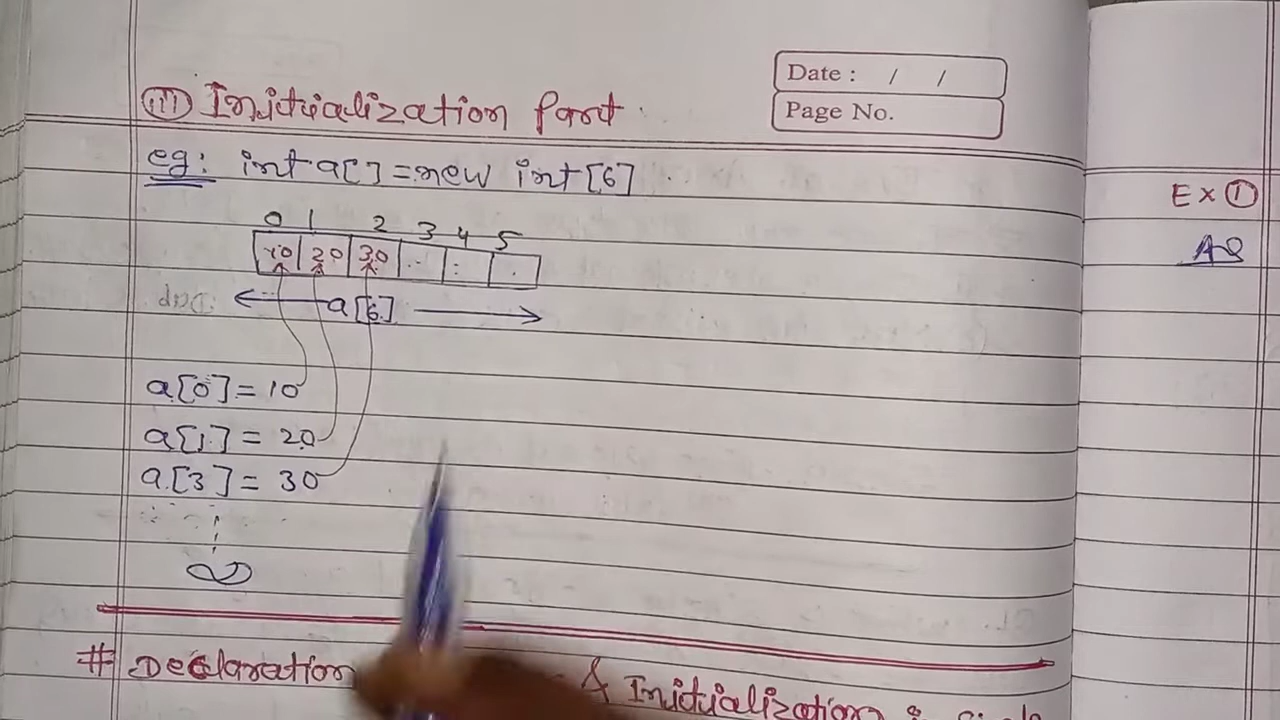 Date : / /
Page No.
(III) Initialization Part
eg: int a[] = new int[6]
0 1 2 3 4 5
10 20 30 . : .
a[6]
a[0] = 10
a[1] = 20
a[3] = 30
# Declaration & Initialization
Ex ①